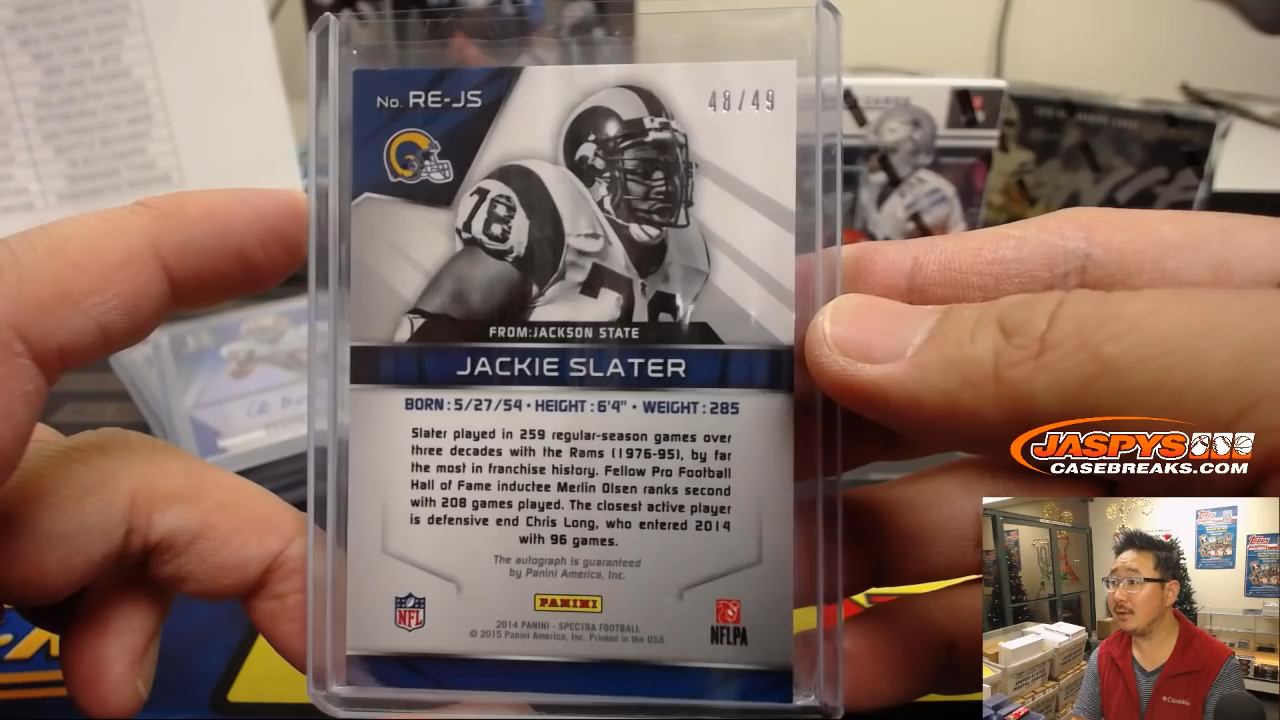 No. RE-JS
48/49
78
FROM:JACKSON STATE
JACKIE SLATER
BORN: 5/27/54 • HEIGHT: 6'4" • WEIGHT: 285
Slater played in 259 regular-season games over
three decades with the Rams (1976-95), by far
the most in franchise history. Fellow Pro Football
Hall of Fame inductee Merlin Olsen ranks second
with 208 games played. The closest active player
is defensive end Chris Long, who entered 2014
with 96 games.
The autograph is guaranteed
by Panini America, Inc.
NFL
PANINI
NFLPA
2014 PANINI - SPECTRA FOOTBALL
© 2015 Panini America, Inc. Printed in the USA
JASPYS
CASEBREAKS.COM
TOPPS
TOPPS
Columbia